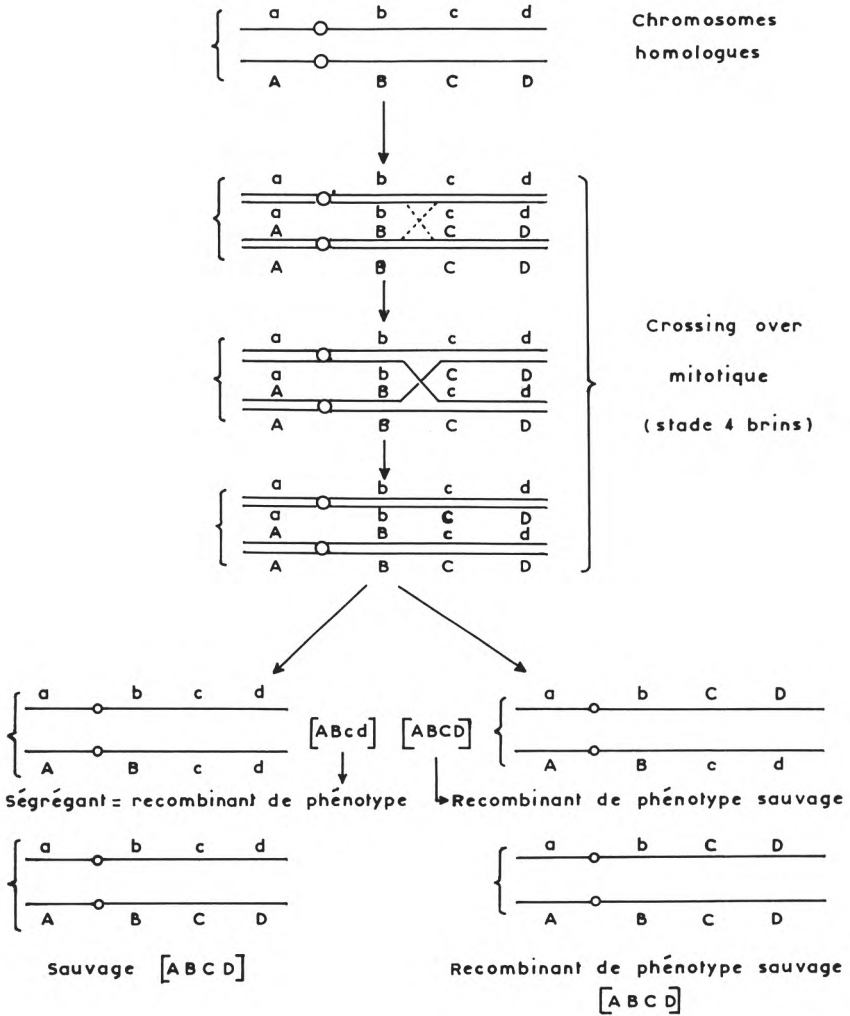 a b c d
Chromosomes
homologues
A B C D
a b c d
a b c d
A B C D
A B C D
a b c d
a b C D
A B c d
A B C D
Crossing over
mitotique
(stade 4 brins)
a b c d
a b C D
A B c d
A B C D
a b c d
[ABcd] [ABCD]
a b C D
A B c d
A B c d
Ségrégant = recombinant de phénotype
Recombinant de phénotype sauvage
a b c d
a b C D
A B C D
A B C D
Sauvage [ABCD]
Recombinant de phénotype sauvage
[ABCD]